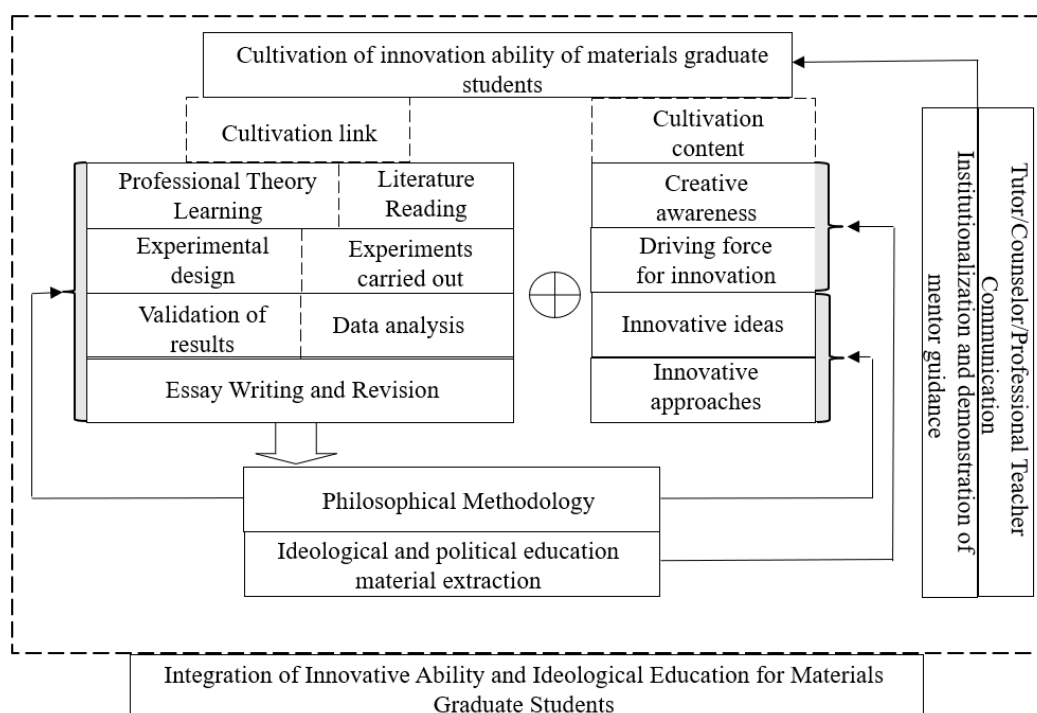 Cultivation of innovation ability of materials graduate
students
Cultivation link
Cultivation
content
Professional Theory
Learning
Literature
Reading
Experimental
design
Experiments
carried out
Validation of
results
Data analysis
Essay Writing and Revision
Creative
awareness
Driving force
for innovation
Innovative ideas
Innovative
approaches
Philosophical Methodology
Ideological and political education
material extraction
Tutor/Counselor/Professional Teacher
Communication
Institutionalization and demonstration of
mentor guidance
Integration of Innovative Ability and Ideological Education for Materials
Graduate Students